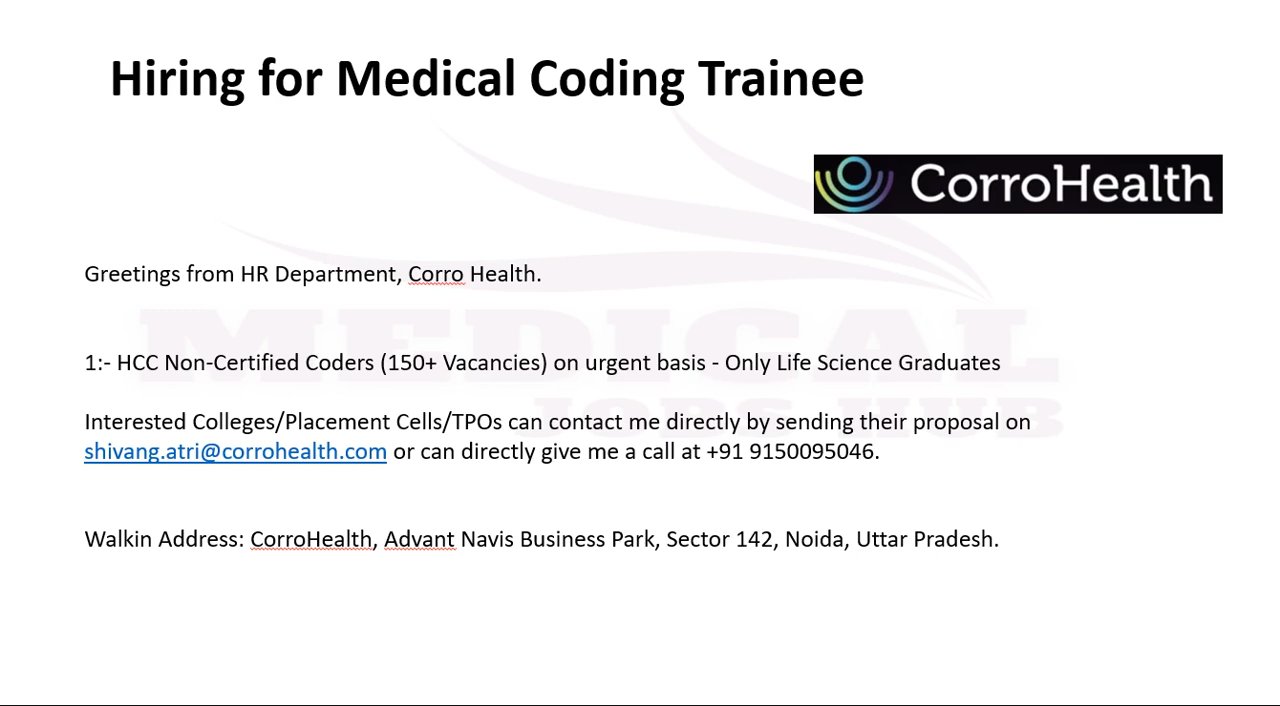 Hiring for Medical Coding Trainee
CorroHealth
Greetings from HR Department, Corro Health.
1:- HCC Non-Certified Coders (150+ Vacancies) on urgent basis - Only Life Science Graduates
Interested Colleges/Placement Cells/TPOs can contact me directly by sending their proposal on
shivang.atri@corrohealth.com or can directly give me a call at +91 9150095046.
Walkin Address: CorroHealth, Advant Navis Business Park, Sector 142, Noida, Uttar Pradesh.
MEDICAL
JOBS HUB